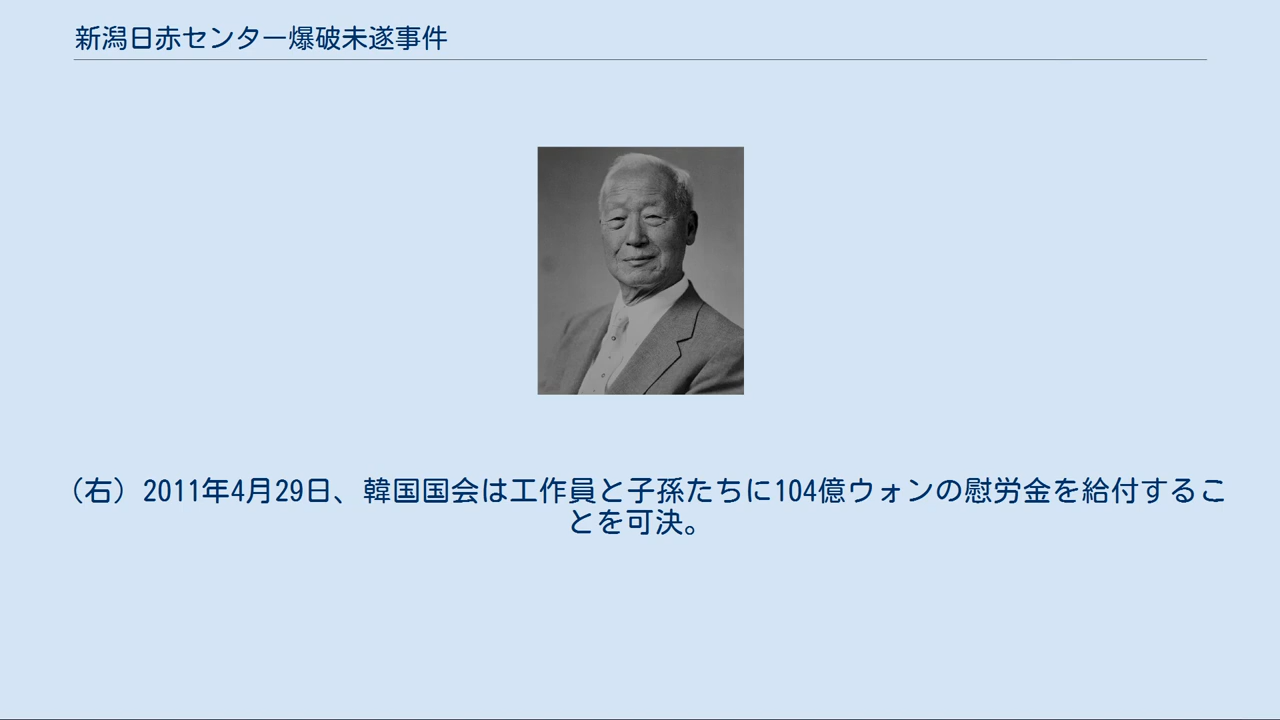 新潟日赤センター爆破未遂事件
（右）2011年4月29日、韓国国会は工作員と子孫たちに104億ウォンの慰労金を給付するこ
とを可決。